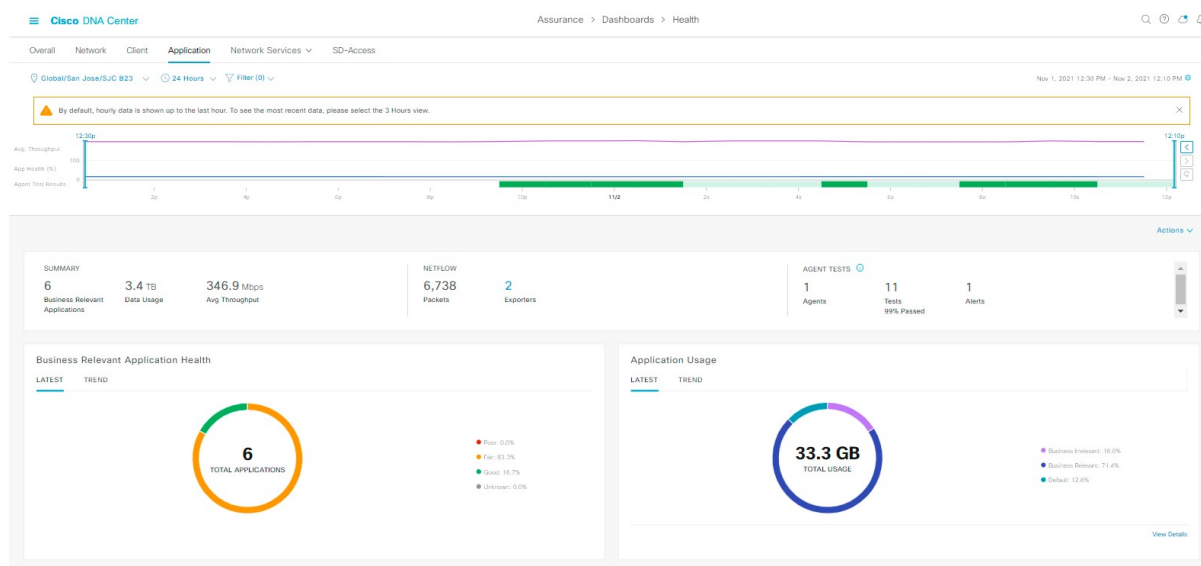 Cisco DNA Center
Assurance > Dashboards > Health
Overall Network Client Application Network Services SD-Access
Global/San Jose/SJC B23 24 Hours Filter (0)
Nov 1, 2021 12:30 PM - Nov 2, 2021 12:10 PM
By default, hourly data is shown up to the last hour. To see the most recent data, please select the 3 Hours view.
12:30p 12:10p
Avg. Throughput
100
App Health (%)
0
Agent Test Results
2p 4p 6p 8p 10p 11/2 2a 4a 6a 8a 10a 12p
Actions
SUMMARY
6 3.4 TB 346.9 Mbps
Business Relevant Data Usage Avg Throughput
Applications
NETFLOW
6,738 2
Packets Exporters
AGENT TESTS
1 11 1
Agents Tests Alerts
99% Passed
Business Relevant Application Health
LATEST TREND
6
TOTAL APPLICATIONS
Poor: 0.0%
Fair: 83.3%
Good: 16.7%
Unknown: 0.0%
Application Usage
LATEST TREND
33.3 GB
TOTAL USAGE
Business Irrelevant: 16.0%
Business Relevant: 71.4%
Default: 12.6%
View Details